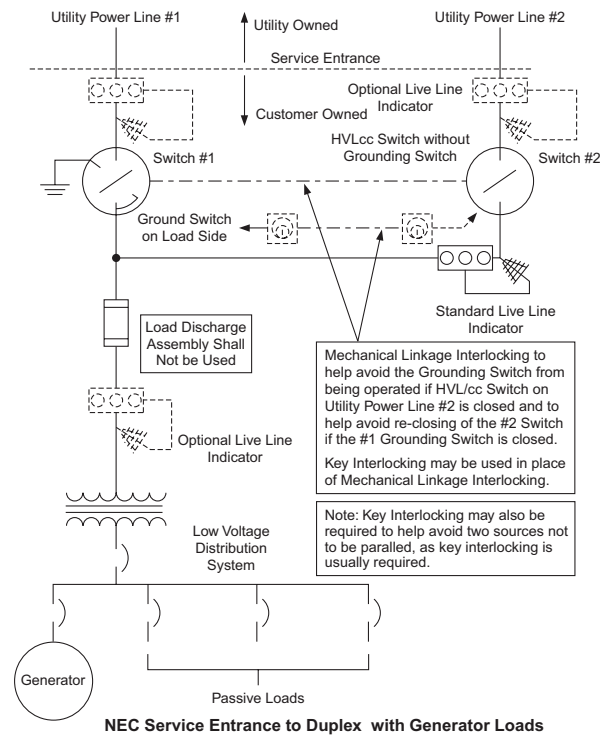 Utility Power Line #1
Utility Owned
Utility Power Line #2
Service Entrance
Optional Live Line
Indicator
Customer Owned
HVLcc Switch without
Grounding Switch
Switch #1
Switch #2
Ground Switch
on Load Side
Standard Live Line
Indicator
Load Discharge
Assembly Shall
Not be Used
Mechanical Linkage Interlocking to
help avoid the Grounding Switch from
being operated if HVL/cc Switch on
Utility Power Line #2 is closed and to
help avoid re-closing of the #2 Switch
if the #1 Grounding Switch is closed.
Key Interlocking may be used in place
of Mechanical Linkage Interlocking.
Optional Live Line
Indicator
Note: Key Interlocking may also be
required to help avoid two sources not
to be paralled, as key interlocking is
usually required.
Low Voltage
Distribution
System
Generator
Passive Loads
NEC Service Entrance to Duplex with Generator Loads